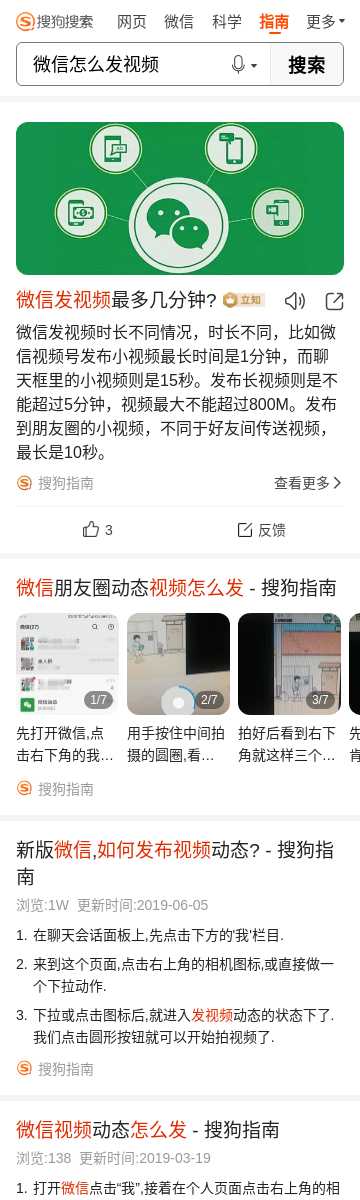 搜狗搜索 网页 微信 科学 指南 更多
微信怎么发视频 搜索
AD
微信发视频最多几分钟? 立知
微信发视频时长不同情况，时长不同，比如微
信视频号发布小视频最长时间是1分钟，而聊
天框里的小视频则是15秒。发布长视频则是不
能超过5分钟，视频最大不能超过800M。发布
到朋友圈的小视频，不同于好友间传送视频，
最长是10秒。
搜狗指南 查看更多
3 反馈
微信朋友圈动态视频怎么发 - 搜狗指南
微信(27)
1/7 2/7 3/7
先打开微信,点 用手按住中间拍 拍好后看到右下 先
击右下角的我… 摄的圆圈,看… 角就这样三个… 肯
搜狗指南
新版微信,如何发布视频动态? - 搜狗指
南
浏览:1W 更新时间:2019-06-05
1. 在聊天会话面板上,先点击下方的'我'栏目.
2. 来到这个页面,点击右上角的相机图标,或直接做一
个下拉动作.
3. 下拉或点击图标后,就进入发视频动态的状态下了.
我们点击圆形按钮就可以开始拍视频了.
搜狗指南
微信视频动态怎么发 - 搜狗指南
浏览:138 更新时间:2019-03-19
1. 打开微信点击“我”,接着在个人页面点击右上角的相